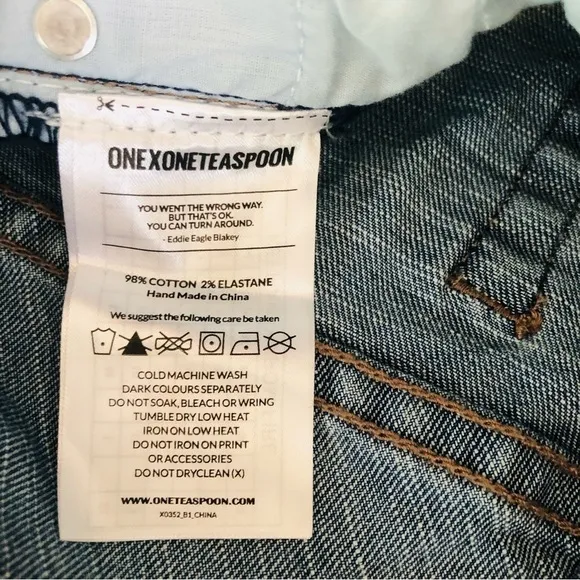 ONEXONETEASPOON
YOU WENT THE WRONG WAY.
BUT THAT'S OK.
YOU CAN TURN AROUND.
- Eddie Eagle Blakey
98% COTTON 2% ELASTANE
Hand Made in China
We suggest the following care be taken
COLD MACHINE WASH
DARK COLOURS SEPARATELY
DO NOT SOAK, BLEACH OR WRING
TUMBLE DRY LOW HEAT
IRON ON LOW HEAT
DO NOT IRON ON PRINT
OR ACCESSORIES
DO NOT DRYCLEAN (X)
WWW.ONETEASPOON.COM
X0352_B1_CHINA